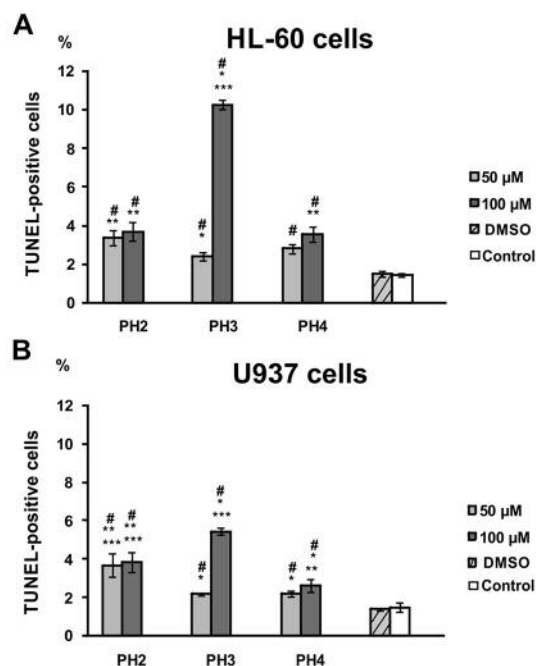 A
HL-60 cells
%
TUNEL-positive cells
12
10
8
6
4
2
0
#
**
#
**
#
*
#
*
***
#
#
**
PH2 PH3 PH4
50 µM
100 µM
DMSO
Control
B
U937 cells
%
TUNEL-positive cells
12
10
8
6
4
2
0
#
**
***
#
**
***
#
*
#
*
***
#
*
#
*
**
PH2 PH3 PH4
50 µM
100 µM
DMSO
Control